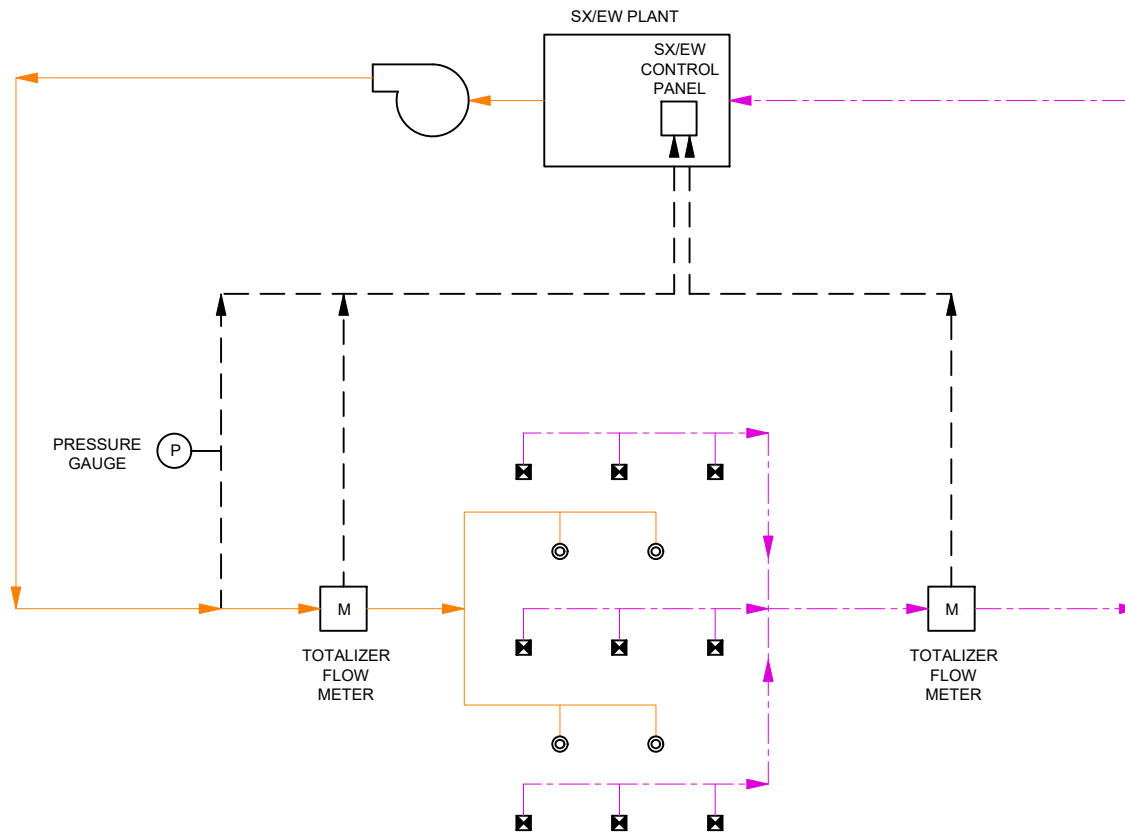 SX/EW PLANT
SX/EW
CONTROL
PANEL
PRESSURE
GAUGE
P
M
TOTALIZER
FLOW
METER
M
TOTALIZER
FLOW
METER